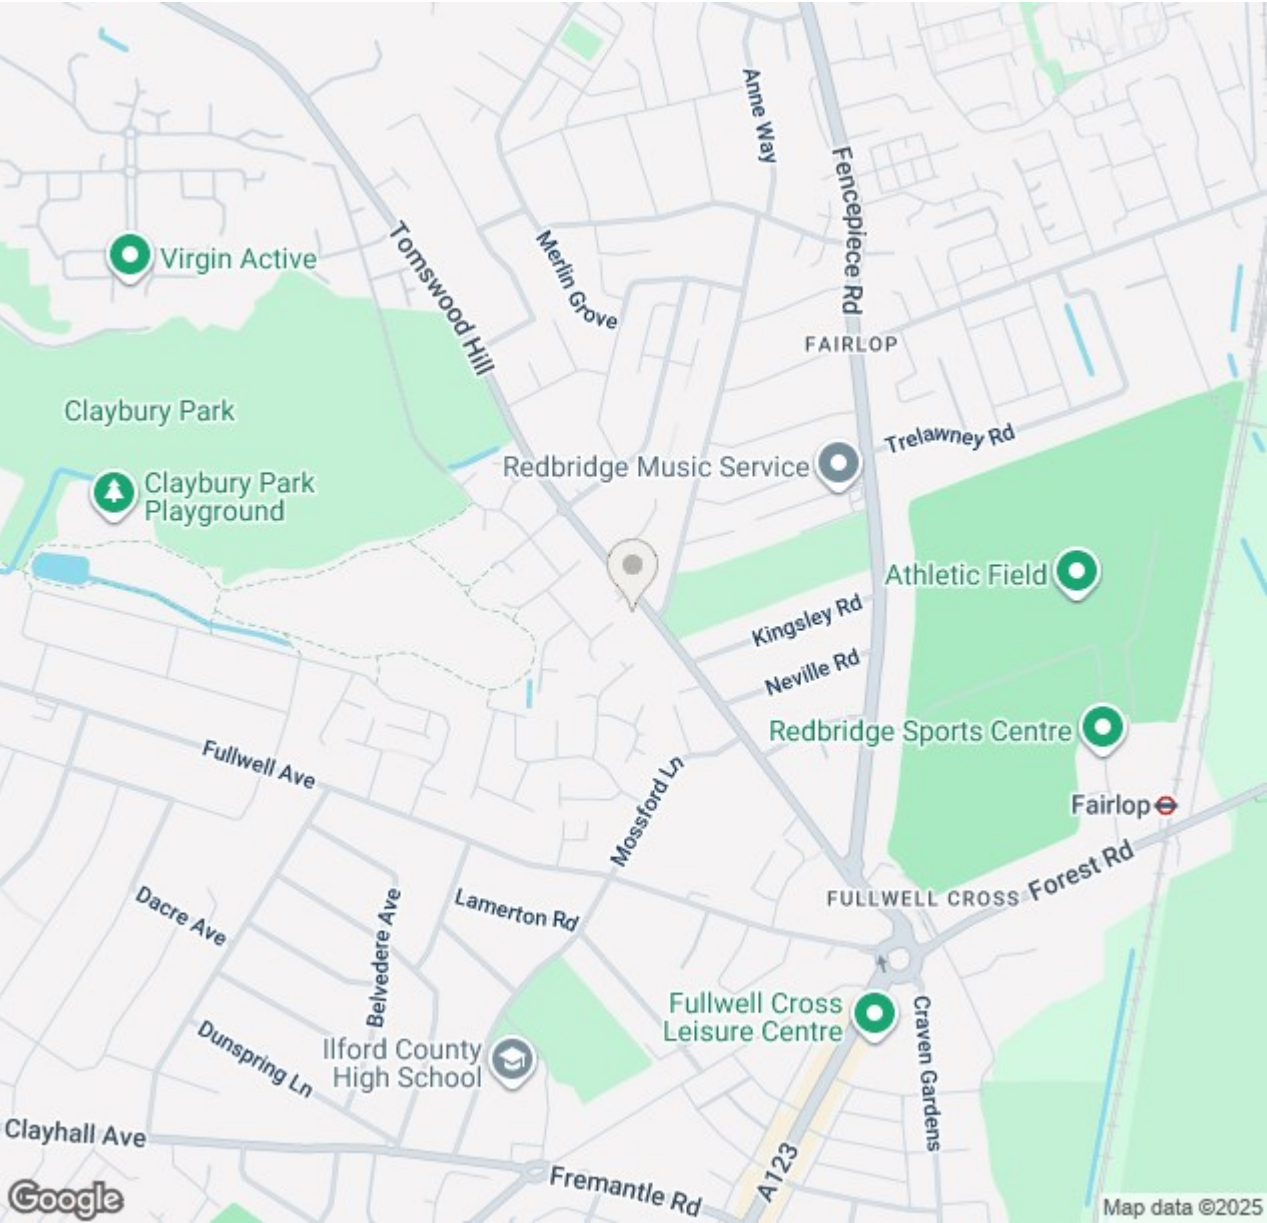 Anne Way
Fencepiece Rd
Tomswood Hill
Merlin Grove
Virgin Active
FAIRLOP
Claybury Park
Trelawney Rd
Redbridge Music Service
Claybury Park
Playground
Athletic Field
Kingsley Rd
Neville Rd
Redbridge Sports Centre
Fullwell Ave
Mossford Ln
Fairlop
Forest Rd
FULLWELL CROSS
Dacre Ave
Belvedere Ave
Lamerton Rd
Fullwell Cross
Leisure Centre
Craven Gardens
Dunspring Ln
Ilford County
High School
Clayhall Ave
A123
Fremantle Rd
Google
Map data ©2025